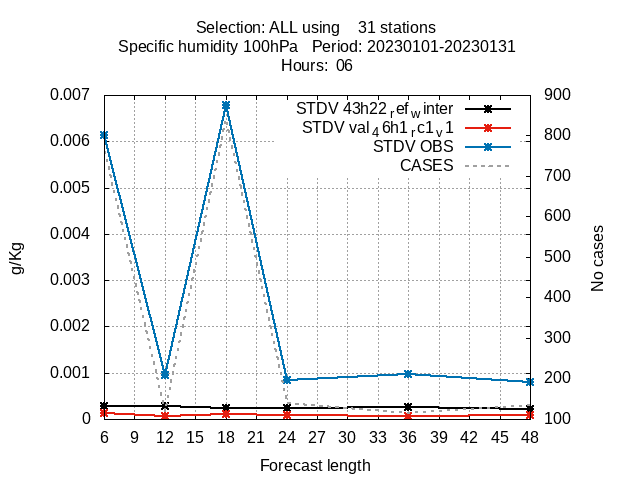 Selection: ALL using 31 stations
Specific humidity 100hPa Period: 20230101-20230131
Hours: 06
0.007
0.006
0.005
0.004
0.003
0.002
0.001
0
g/Kg
STDV 43h22refwinter
STDV val46h1rc1v1
STDV OBS
CASES
900
800
700
600
500
400
300
200
100
No cases
6 9 12 15 18 21 24 27 30 33 36 39 42 45 48
Forecast length